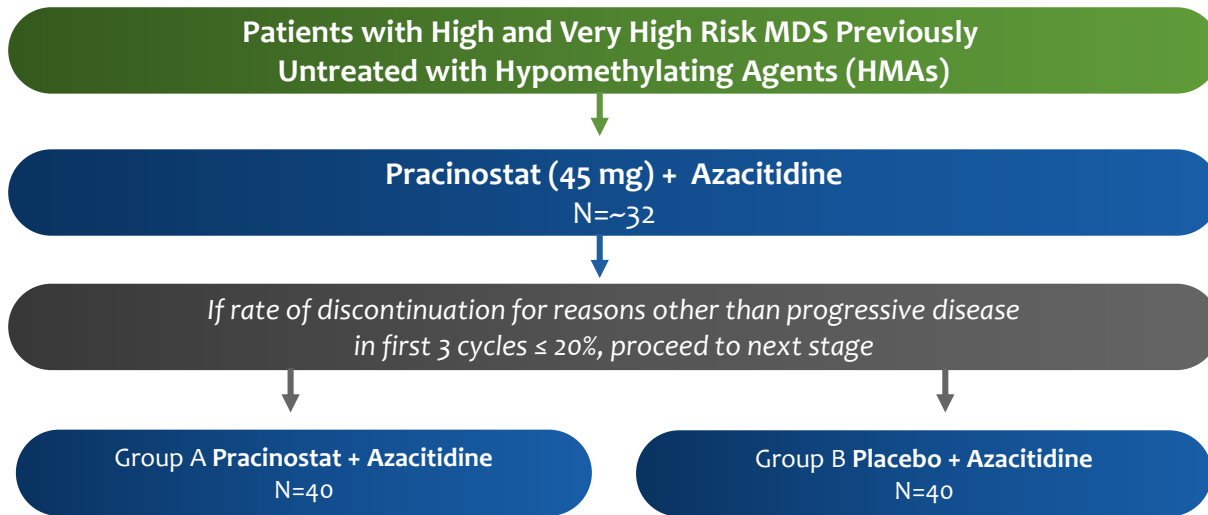 Patients with High and Very High Risk MDS Previously
Untreated with Hypomethylating Agents (HMAs)
Pracinostat (45 mg) + Azacitidine
N=~32
If rate of discontinuation for reasons other than progressive disease
in first 3 cycles ≤ 20%, proceed to next stage
Group A Pracinostat + Azacitidine
N=40
Group B Placebo + Azacitidine
N=40